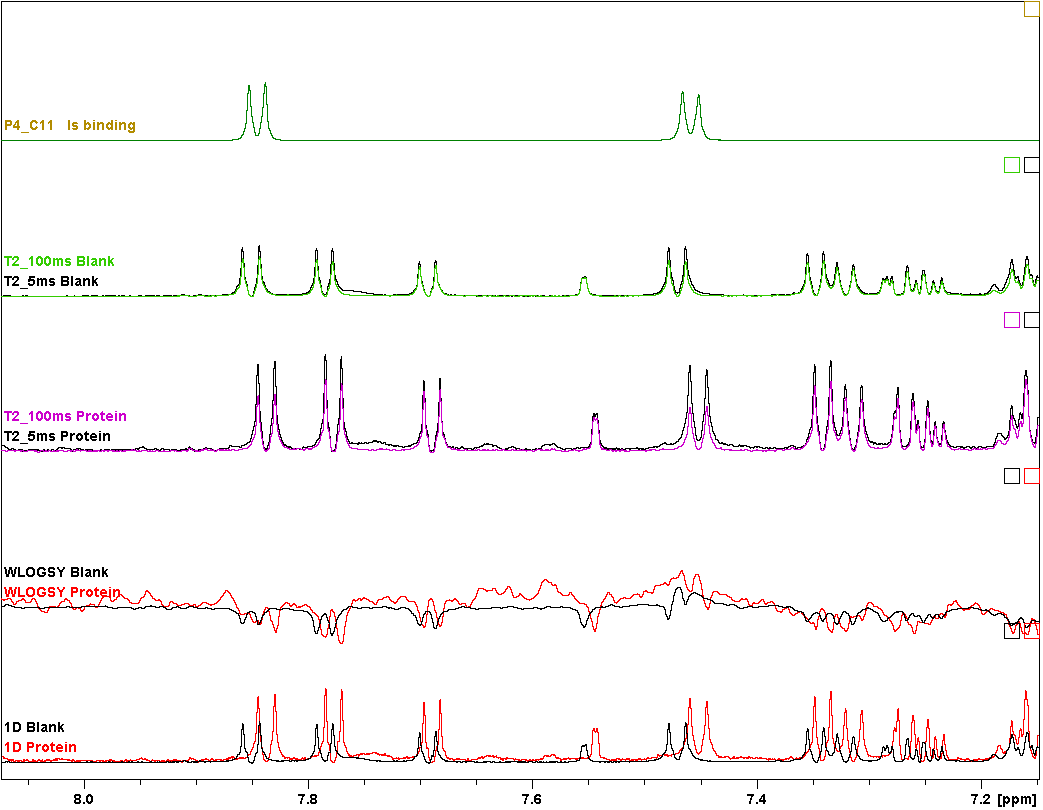 P4_C11 Is binding
T2_100ms Blank
T2_5ms Blank
T2_100ms Protein
T2_5ms Protein
WLOGSY Blank
WLOGSY Protein
1D Blank
1D Protein
8.0 7.8 7.6 7.4 7.2 [ppm]